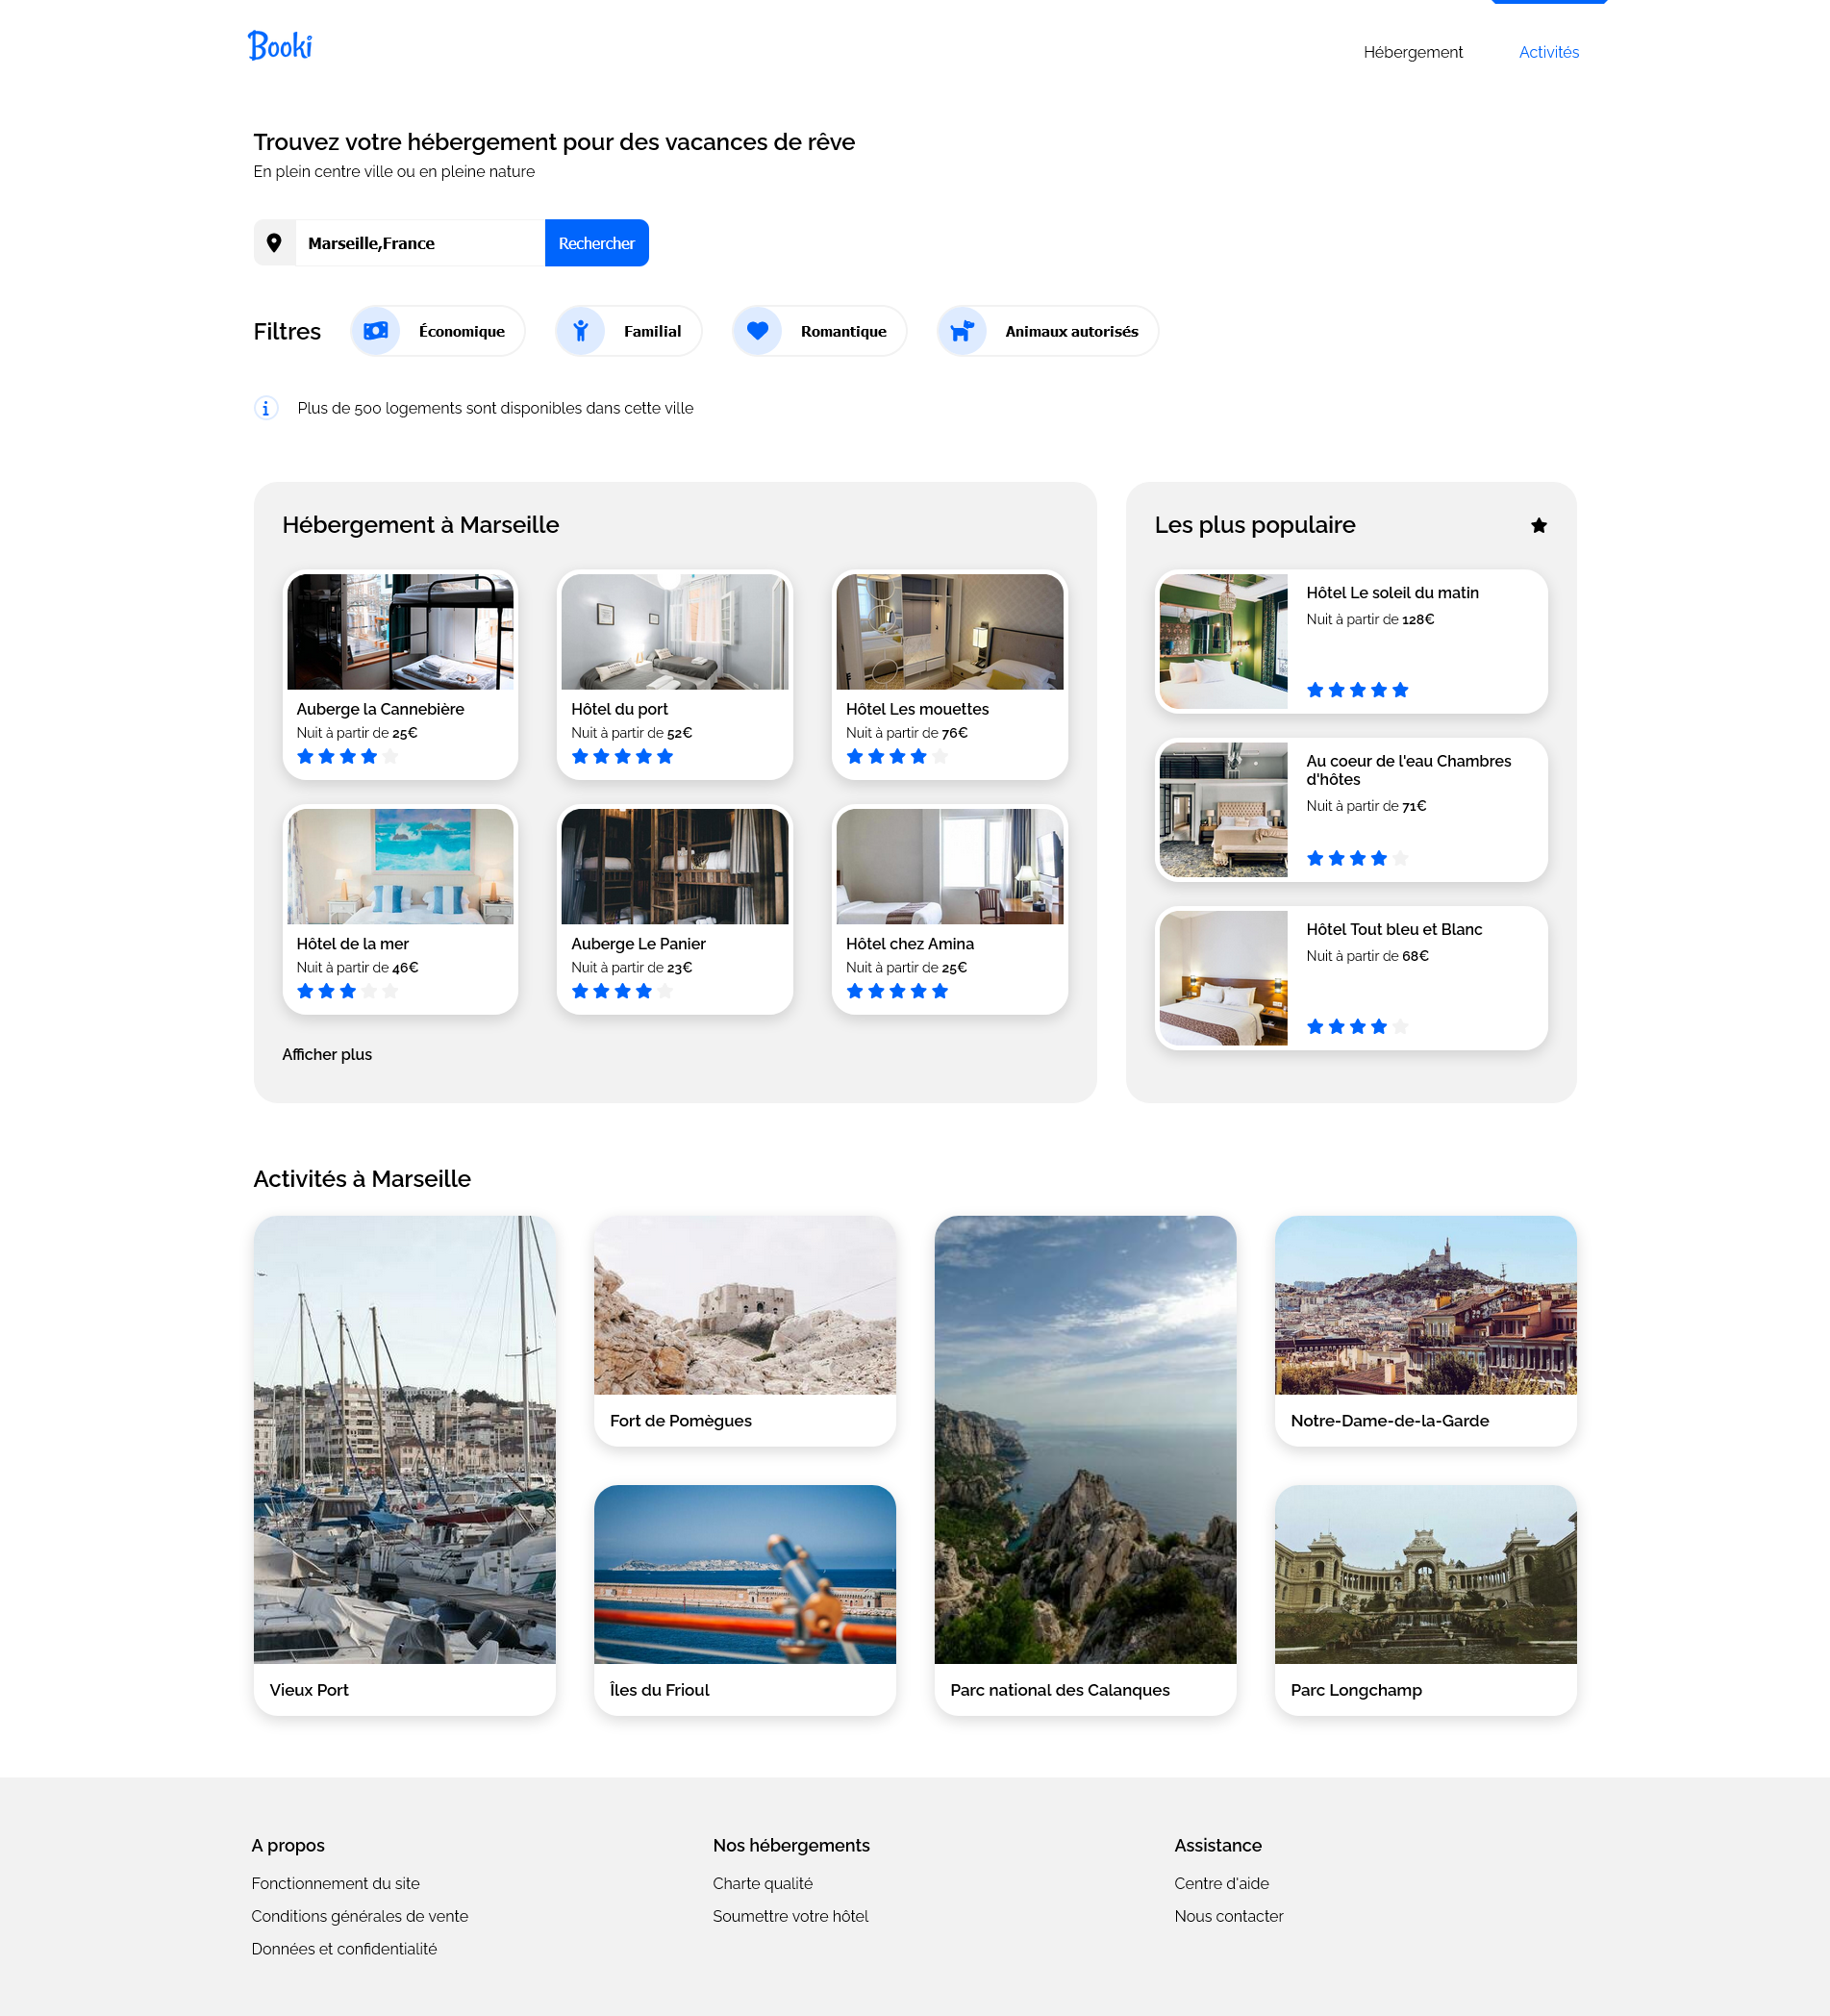 Booki
Hébergement
Activités
Trouvez votre hébergement pour des vacances de rêve
En plein centre ville ou en pleine nature
Marseille,France
Rechercher
Filtres
Économique
Familial
Romantique
Animaux autorisés
Plus de 500 logements sont disponibles dans cette ville
Hébergement à Marseille
Auberge la Cannebière
Nuit à partir de 25€
Hôtel du port
Nuit à partir de 52€
Hôtel Les mouettes
Nuit à partir de 76€
Hôtel de la mer
Nuit à partir de 46€
Auberge Le Panier
Nuit à partir de 23€
Hôtel chez Amina
Nuit à partir de 25€
Afficher plus
Les plus populaire
Hôtel Le soleil du matin
Nuit à partir de 128€
Au coeur de l'eau Chambres
d'hôtes
Nuit à partir de 71€
Hôtel Tout bleu et Blanc
Nuit à partir de 68€
Activités à Marseille
Vieux Port
Fort de Pomègues
Îles du Frioul
Parc national des Calanques
Notre-Dame-de-la-Garde
Parc Longchamp
A propos
Fonctionnement du site
Conditions générales de vente
Données et confidentialité
Nos hébergements
Charte qualité
Soumettre votre hôtel
Assistance
Centre d'aide
Nous contacter